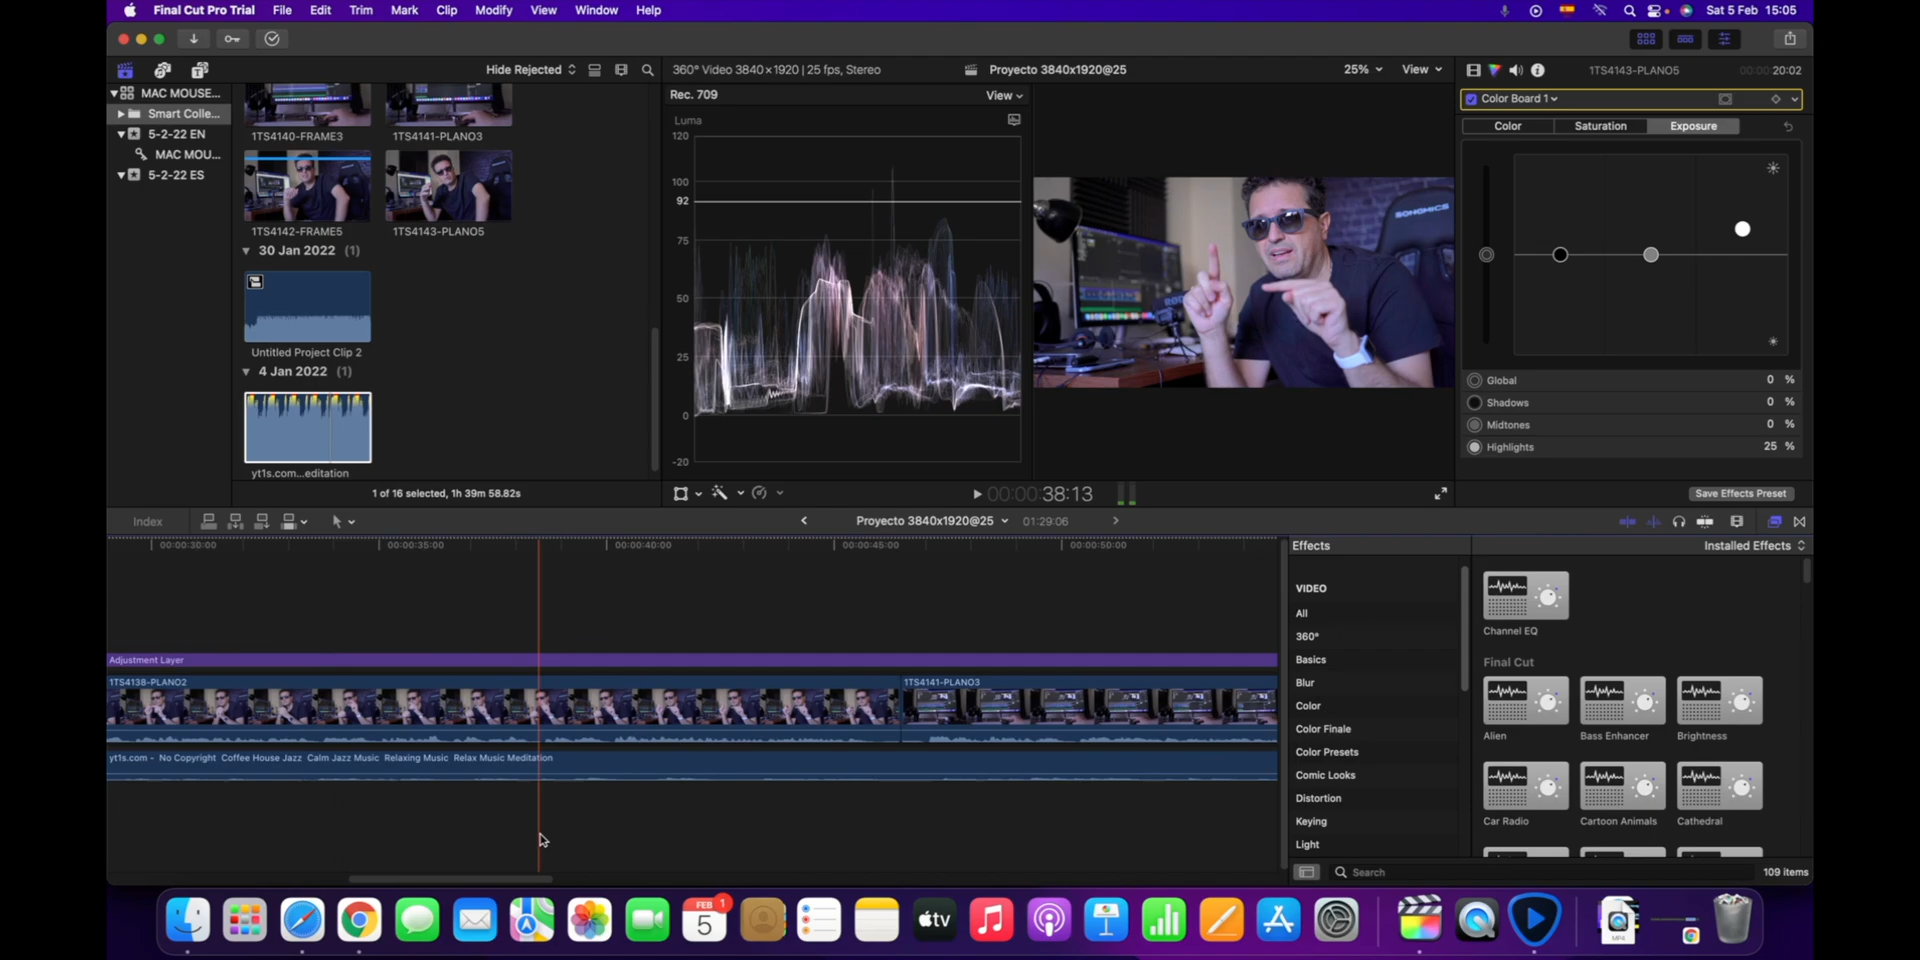 Final Cut Pro Trial File Edit Trim Mark Clip Modify View Window Help
Sat 5 Feb 15:05
Hide Rejected
360° Video 3840×1920 | 25 fps, Stereo
Proyecto 3840x1920@25
25% View
1TS4143-PLANO5
00:00:20:02
MAC MOUSE...
Smart Colle...
5-2-22 EN
MAC MOU...
5-2-22 ES
1TS4140-FRAME3
1TS4141-PLANO3
1TS4142-FRAME5
1TS4143-PLANO5
30 Jan 2022 (1)
Untitled Project Clip 2
4 Jan 2022 (1)
yt1s.com...editation
1 of 16 selected, 1h 39m 58.82s
Rec. 709
View
Luma
120
100
92
75
50
25
0
-20
SONGMICS
RØDE
Color Board 1
Color
Saturation
Exposure
Global 0 %
Shadows 0 %
Midtones 0 %
Highlights 25 %
Save Effects Preset
00:00:38:13
Index
Proyecto 3840x1920@25
01:29:06
00:00:30:00
00:00:35:00
00:00:40:00
00:00:45:00
00:00:50:00
Adjustment Layer
1TS4138-PLANO2
1TS4141-PLANO3
yt1s.com - No Copyright Coffee House Jazz Calm Jazz Music Relaxing Music Relax Music Meditation
Effects
Installed Effects
VIDEO
All
360°
Basics
Blur
Color
Color Finale
Color Presets
Comic Looks
Distortion
Keying
Light
Channel EQ
Final Cut
Alien
Bass Enhancer
Brightness
Car Radio
Cartoon Animals
Cathedral
Search
109 items
FEB
5
1
tv
MP4